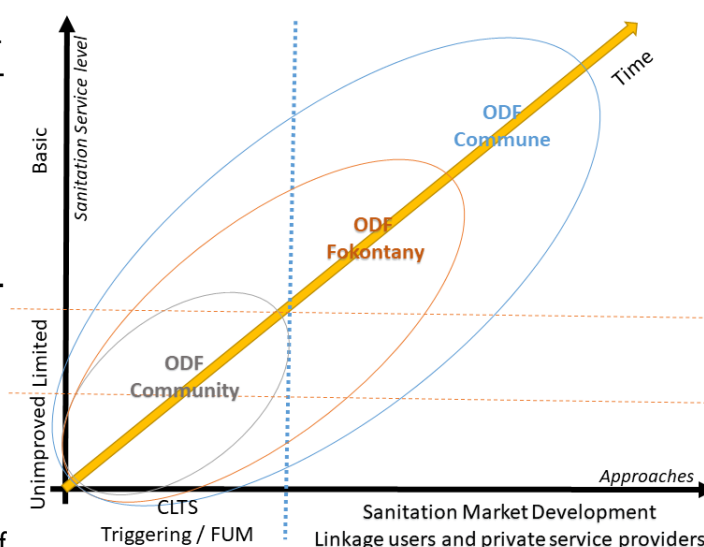 Sanitation Service level
Basic
Limited
Unimproved
Time
ODF
Commune
ODF
Fokontany
ODF
Community
Approaches
CLTS
Triggering / FUM
Sanitation Market Development
Linkage users and private service providers
f